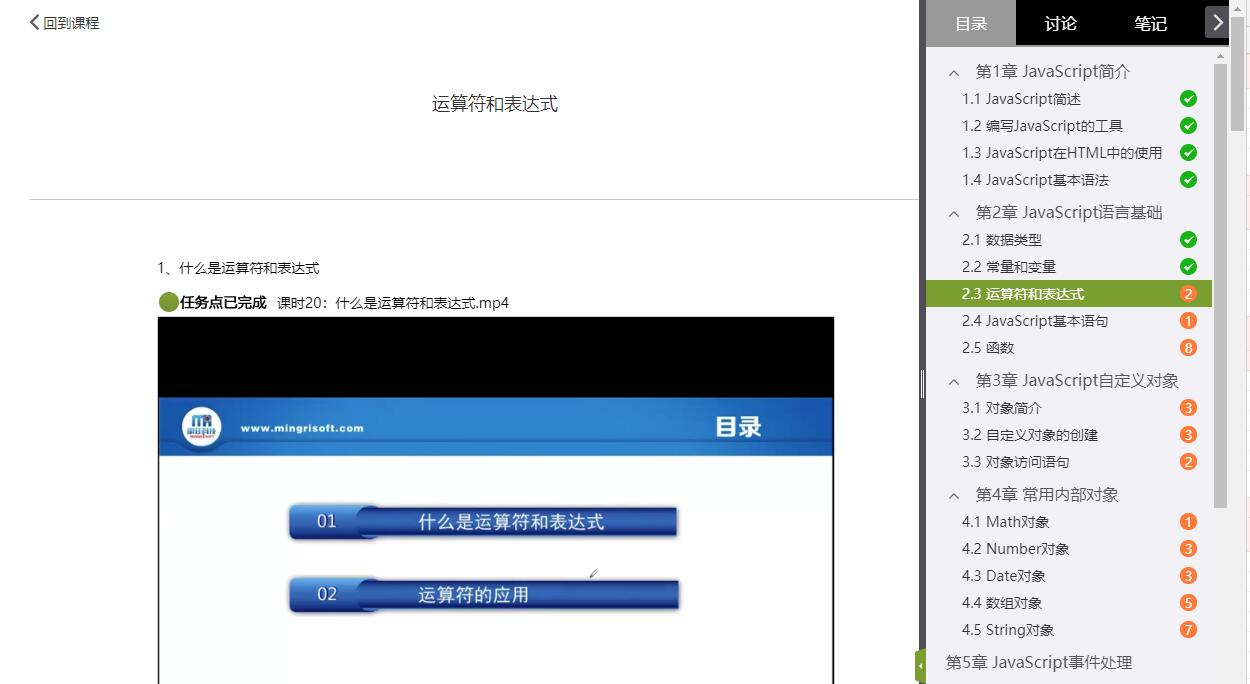 回到课程
运算符和表达式
1、什么是运算符和表达式
任务点已完成 课时20：什么是运算符和表达式.mp4
www.mingrisoft.com
目录
01 什么是运算符和表达式
02 运算符的应用
目录 讨论 笔记
第1章 JavaScript简介
1.1 JavaScript简述
1.2 编写JavaScript的工具
1.3 JavaScript在HTML中的使用
1.4 JavaScript基本语法
第2章 JavaScript语言基础
2.1 数据类型
2.2 常量和变量
2.3 运算符和表达式 2
2.4 JavaScript基本语句 1
2.5 函数 8
第3章 JavaScript自定义对象
3.1 对象简介 3
3.2 自定义对象的创建 3
3.3 对象访问语句 2
第4章 常用内部对象
4.1 Math对象 1
4.2 Number对象 3
4.3 Date对象 3
4.4 数组对象 5
4.5 String对象 7
第5章 JavaScript事件处理